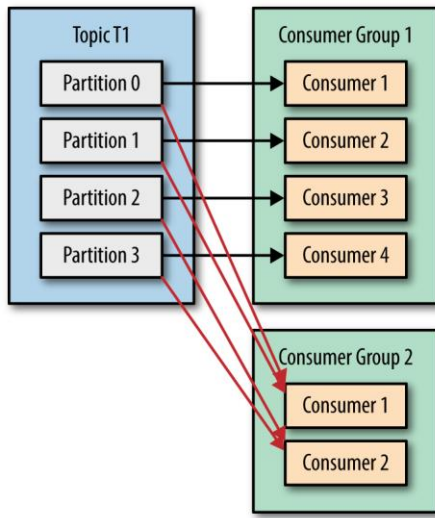 Topic T1
Partition 0
Partition 1
Partition 2
Partition 3
Consumer Group 1
Consumer 1
Consumer 2
Consumer 3
Consumer 4
Consumer Group 2
Consumer 1
Consumer 2